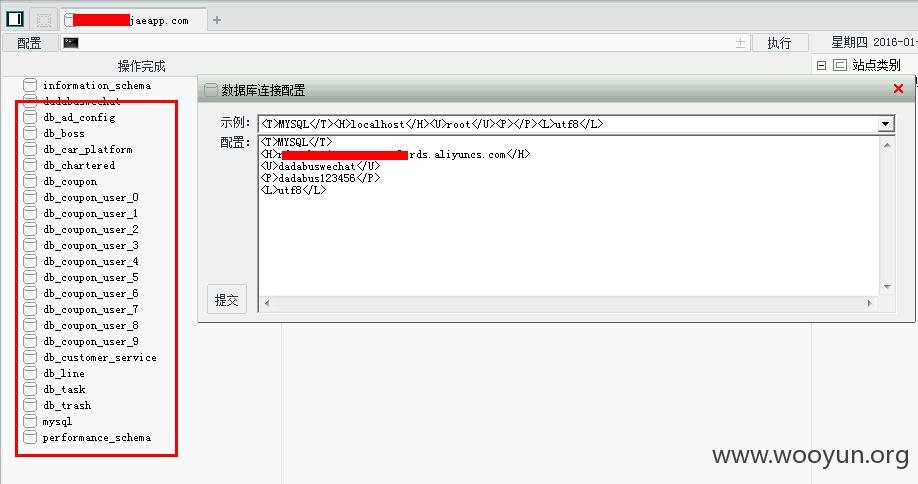 jaeapp.com
配置
执行
星期四 2016-01-
操作完成
站点类别
information_schema
dadabuswechat
db_ad_config
db_boss
db_car_platform
db_chartered
db_coupon
db_coupon_user_0
db_coupon_user_1
db_coupon_user_2
db_coupon_user_3
db_coupon_user_4
db_coupon_user_5
db_coupon_user_6
db_coupon_user_7
db_coupon_user_8
db_coupon_user_9
db_customer_service
db_line
db_task
db_trash
mysql
performance_schema
数据库连接配置
示例: <T>MYSQL</T><H>localhost</H><U>root</U><P></P><L>utf8</L>
配置: <T>MYSQL</T>
<H>r rds.aliyuncs.com</H>
<U>dadabuswechat</U>
<P>dadabus123456</P>
<L>utf8</L>
提交
www.wooyun.org